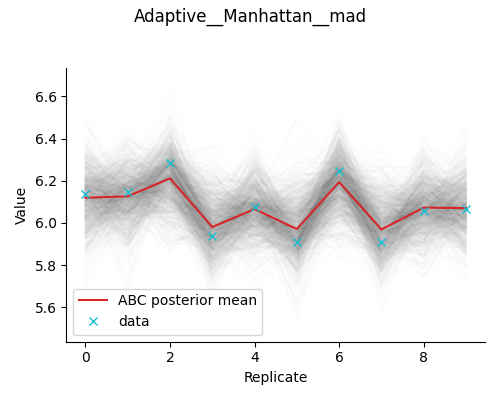 Adaptive__Manhattan__mad
6.6
6.4
6.2
6.0
5.8
5.6
Value
ABC posterior mean
data
0
2
4
6
8
Replicate